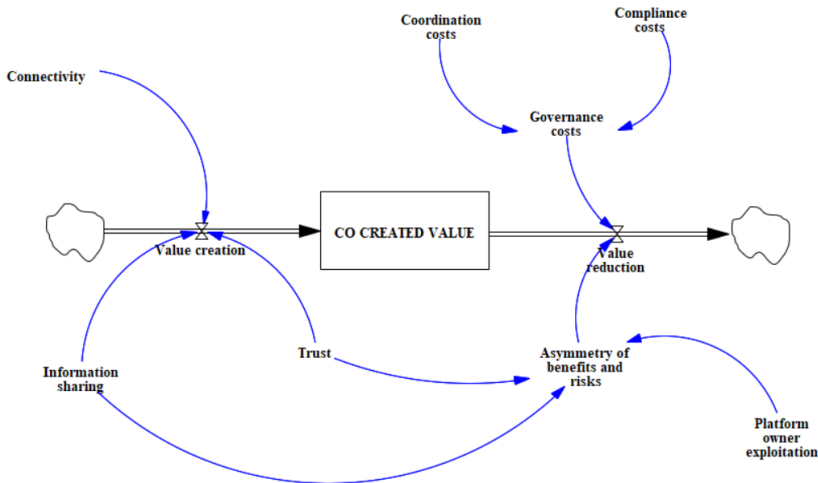 Coordination
costs
Compliance
costs
Connectivity
Governance
costs
CO CREATED VALUE
Value creation
Value
reduction
Information
sharing
Trust
Asymmetry of
benefits and
risks
Platform
owner
exploitation